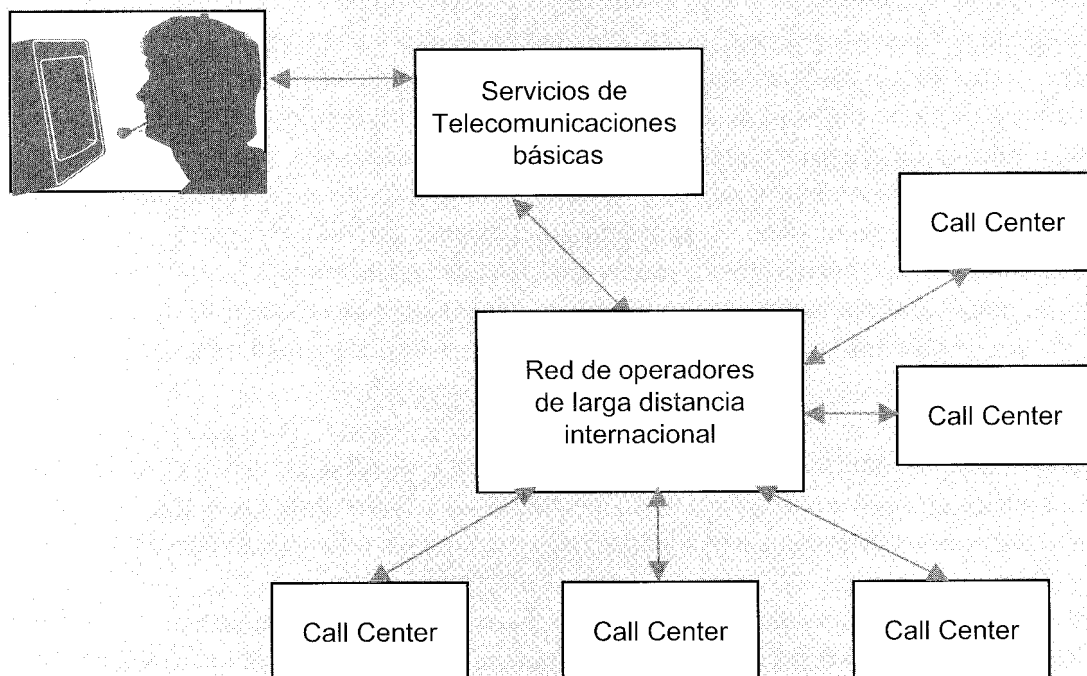 Servicios de
Telecomunicaciones
básicas
Call Center
Red de operadores
de larga distancia
internacional
Call Center
Call Center
Call Center
Call Center